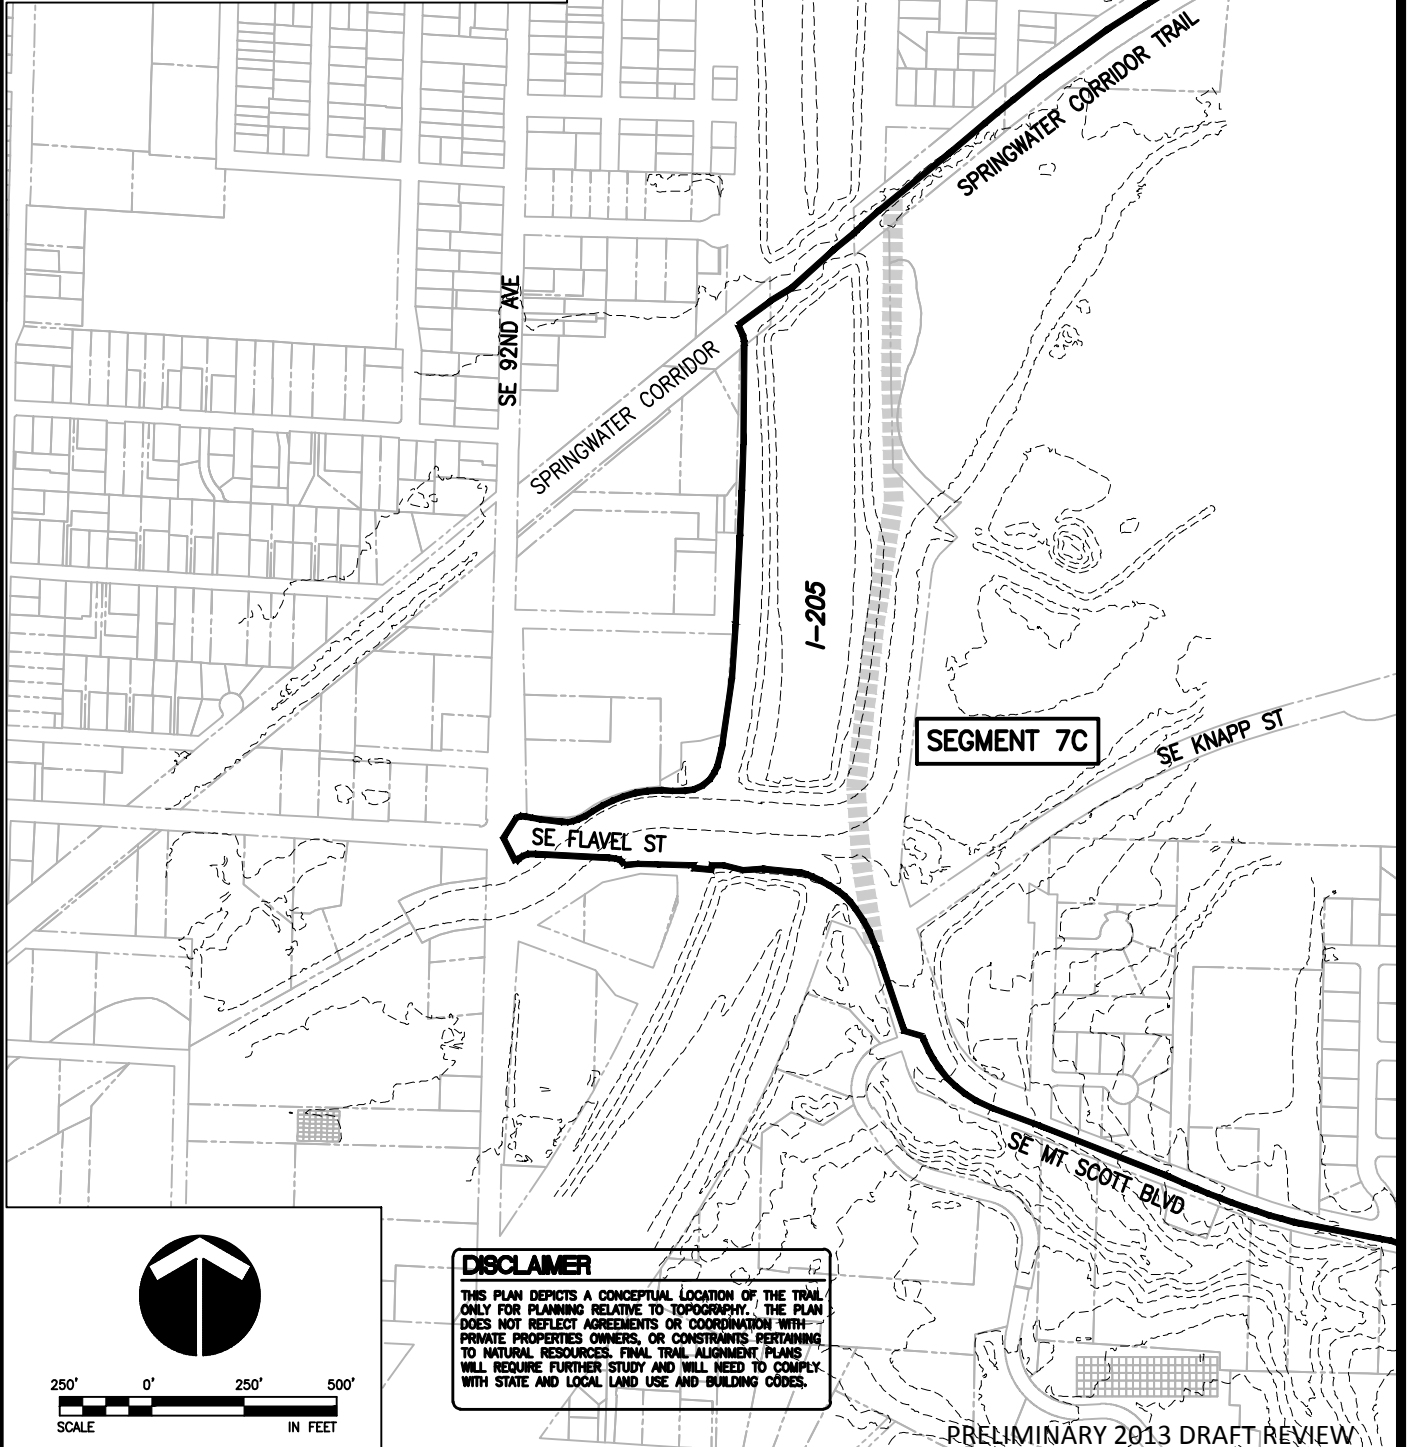 SPRINGWATER CORRIDOR TRAIL
SE 92ND AVE
SPRINGWATER CORRIDOR
I-205
SEGMENT 7C
SE KNAPP ST
SE FLAVEL ST
SE MT SCOTT BLVD
DISCLAIMER
THIS PLAN DEPICTS A CONCEPTUAL LOCATION OF THE TRAIL
ONLY FOR PLANNING RELATIVE TO TOPOGRAPHY. THE PLAN
DOES NOT REFLECT AGREEMENTS OR COORDINATION WITH
PRIVATE PROPERTIES OWNERS, OR CONSTRAINTS PERTAINING
TO NATURAL RESOURCES. FINAL TRAIL ALIGNMENT PLANS
WILL REQUIRE FURTHER STUDY AND WILL NEED TO COMPLY
WITH STATE AND LOCAL LAND USE AND BUILDING CODES.
250' 0' 250' 500'
SCALE IN FEET
PRELIMINARY 2013 DRAFT REVIEW